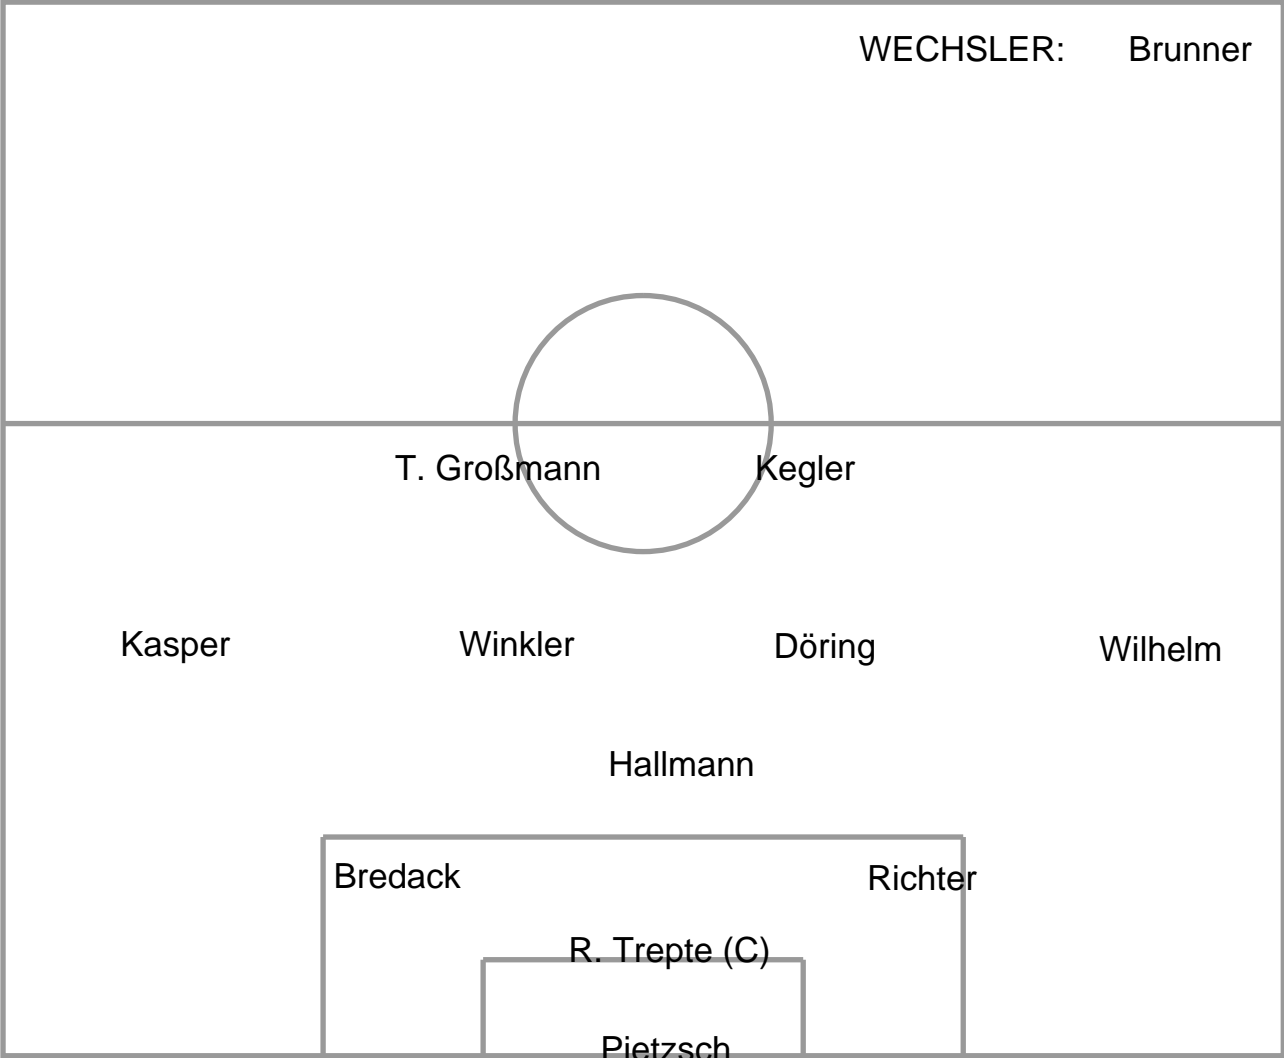 WECHSLER: Brunner
T. Großmann Kegler
Kasper Winkler Döring Wilhelm
Hallmann
Bredack Richter
R. Trepte (C)
Pietzsch